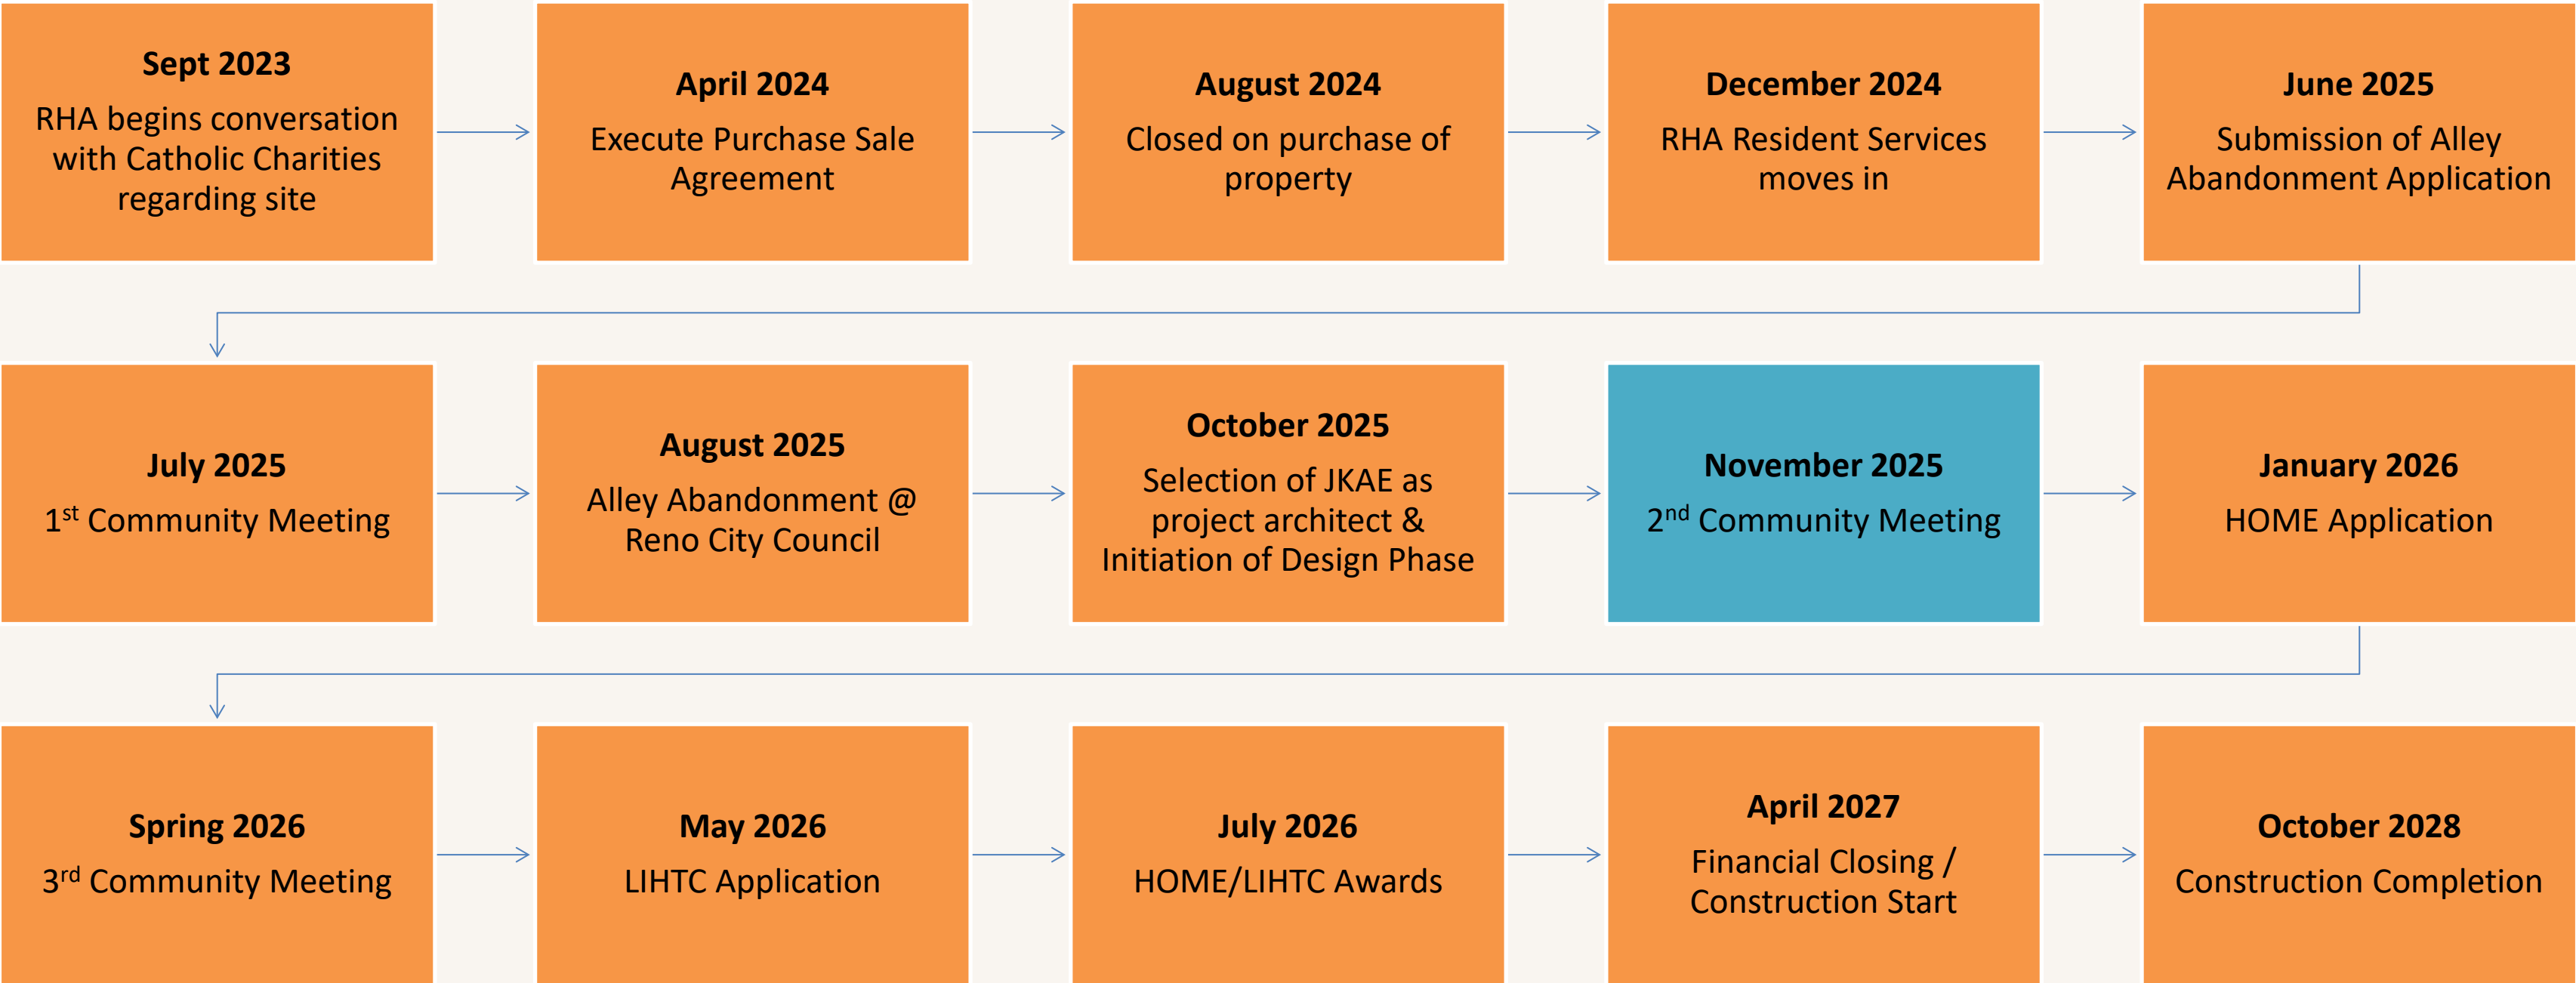 Sept 2023
RHA begins conversation
with Catholic Charities
regarding site
April 2024
Execute Purchase Sale
Agreement
August 2024
Closed on purchase of
property
December 2024
RHA Resident Services
moves in
June 2025
Submission of Alley
Abandonment Application
July 2025
1st Community Meeting
August 2025
Alley Abandonment @
Reno City Council
October 2025
Selection of JKAE as
project architect &
Initiation of Design Phase
November 2025
2nd Community Meeting
January 2026
HOME Application
Spring 2026
3rd Community Meeting
May 2026
LIHTC Application
July 2026
HOME/LIHTC Awards
April 2027
Financial Closing /
Construction Start
October 2028
Construction Completion